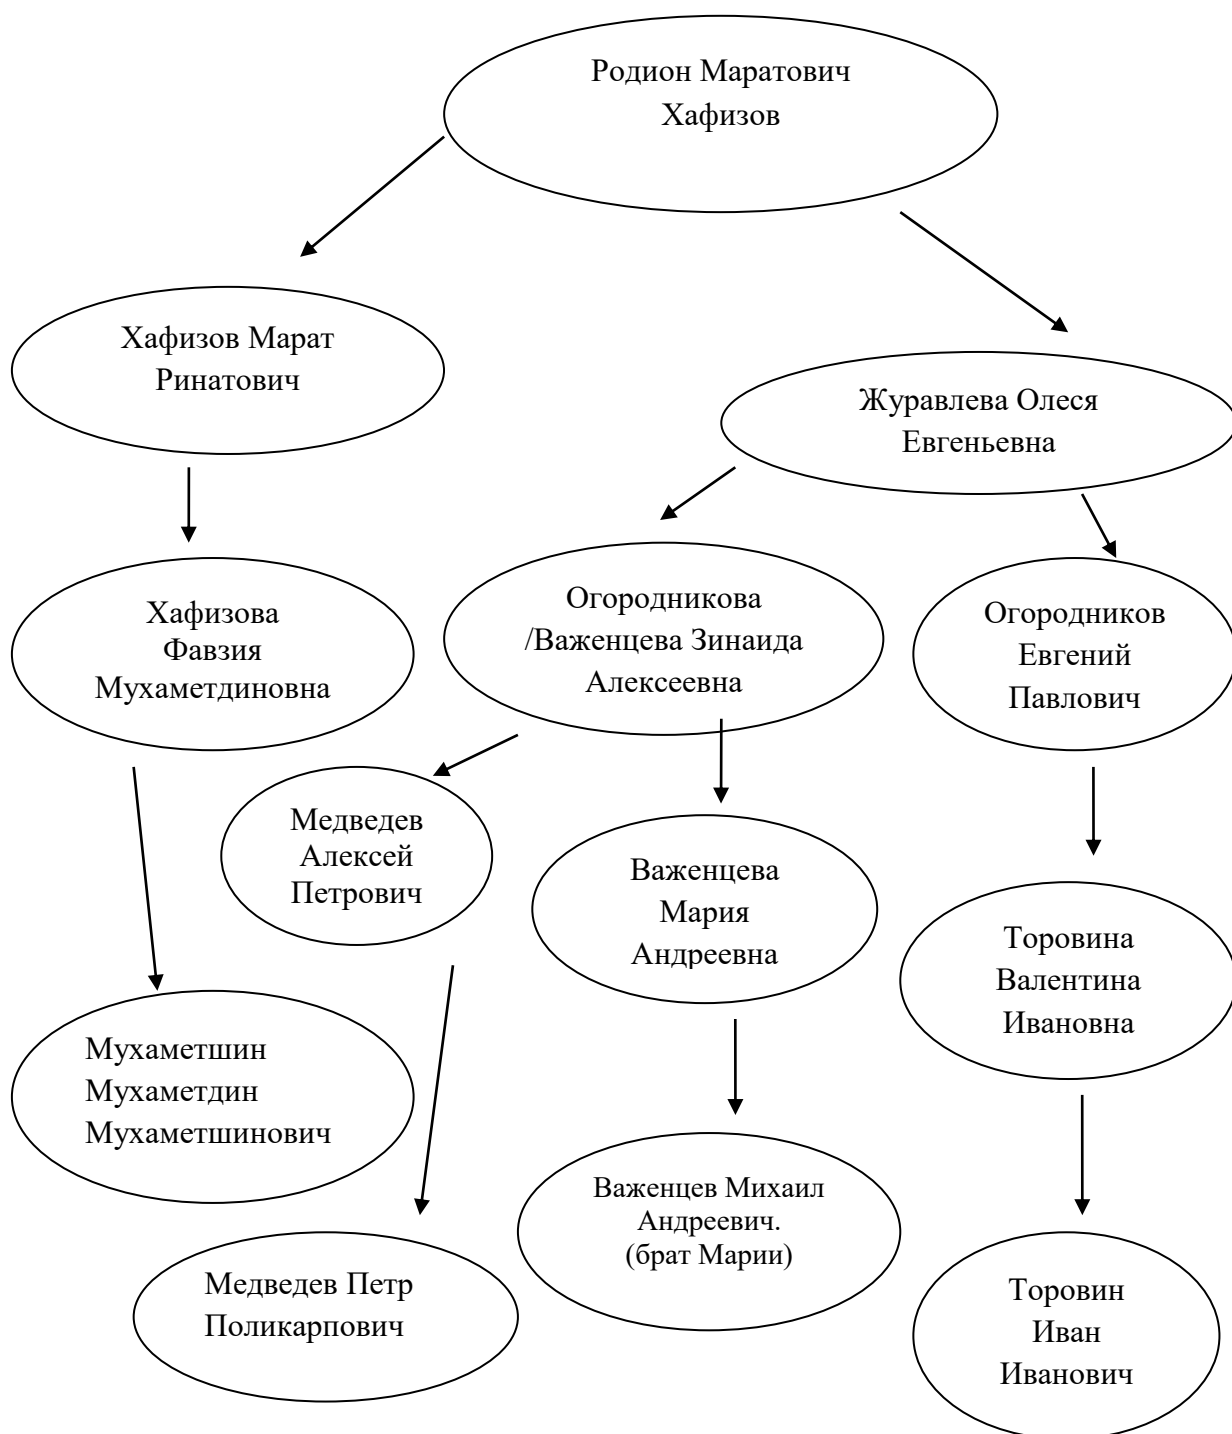 Родион Маратович
Хафизов
Хафизов Марат
Ринатович
Журавлева Олеся
Евгеньевна
Хафизова
Фавзия
Мухаметдиновна
Огородникова
/Важенцева Зинаида
Алексеевна
Огородников
Евгений
Павлович
Медведев
Алексей
Петрович
Важенцева
Мария
Андреевна
Торовина
Валентина
Ивановна
Мухаметшин
Мухаметдин
Мухаметшинович
Важенцев Михаил
Андреевич.
(брат Марии)
Медведев Петр
Поликарпович
Торовин
Иван
Иванович